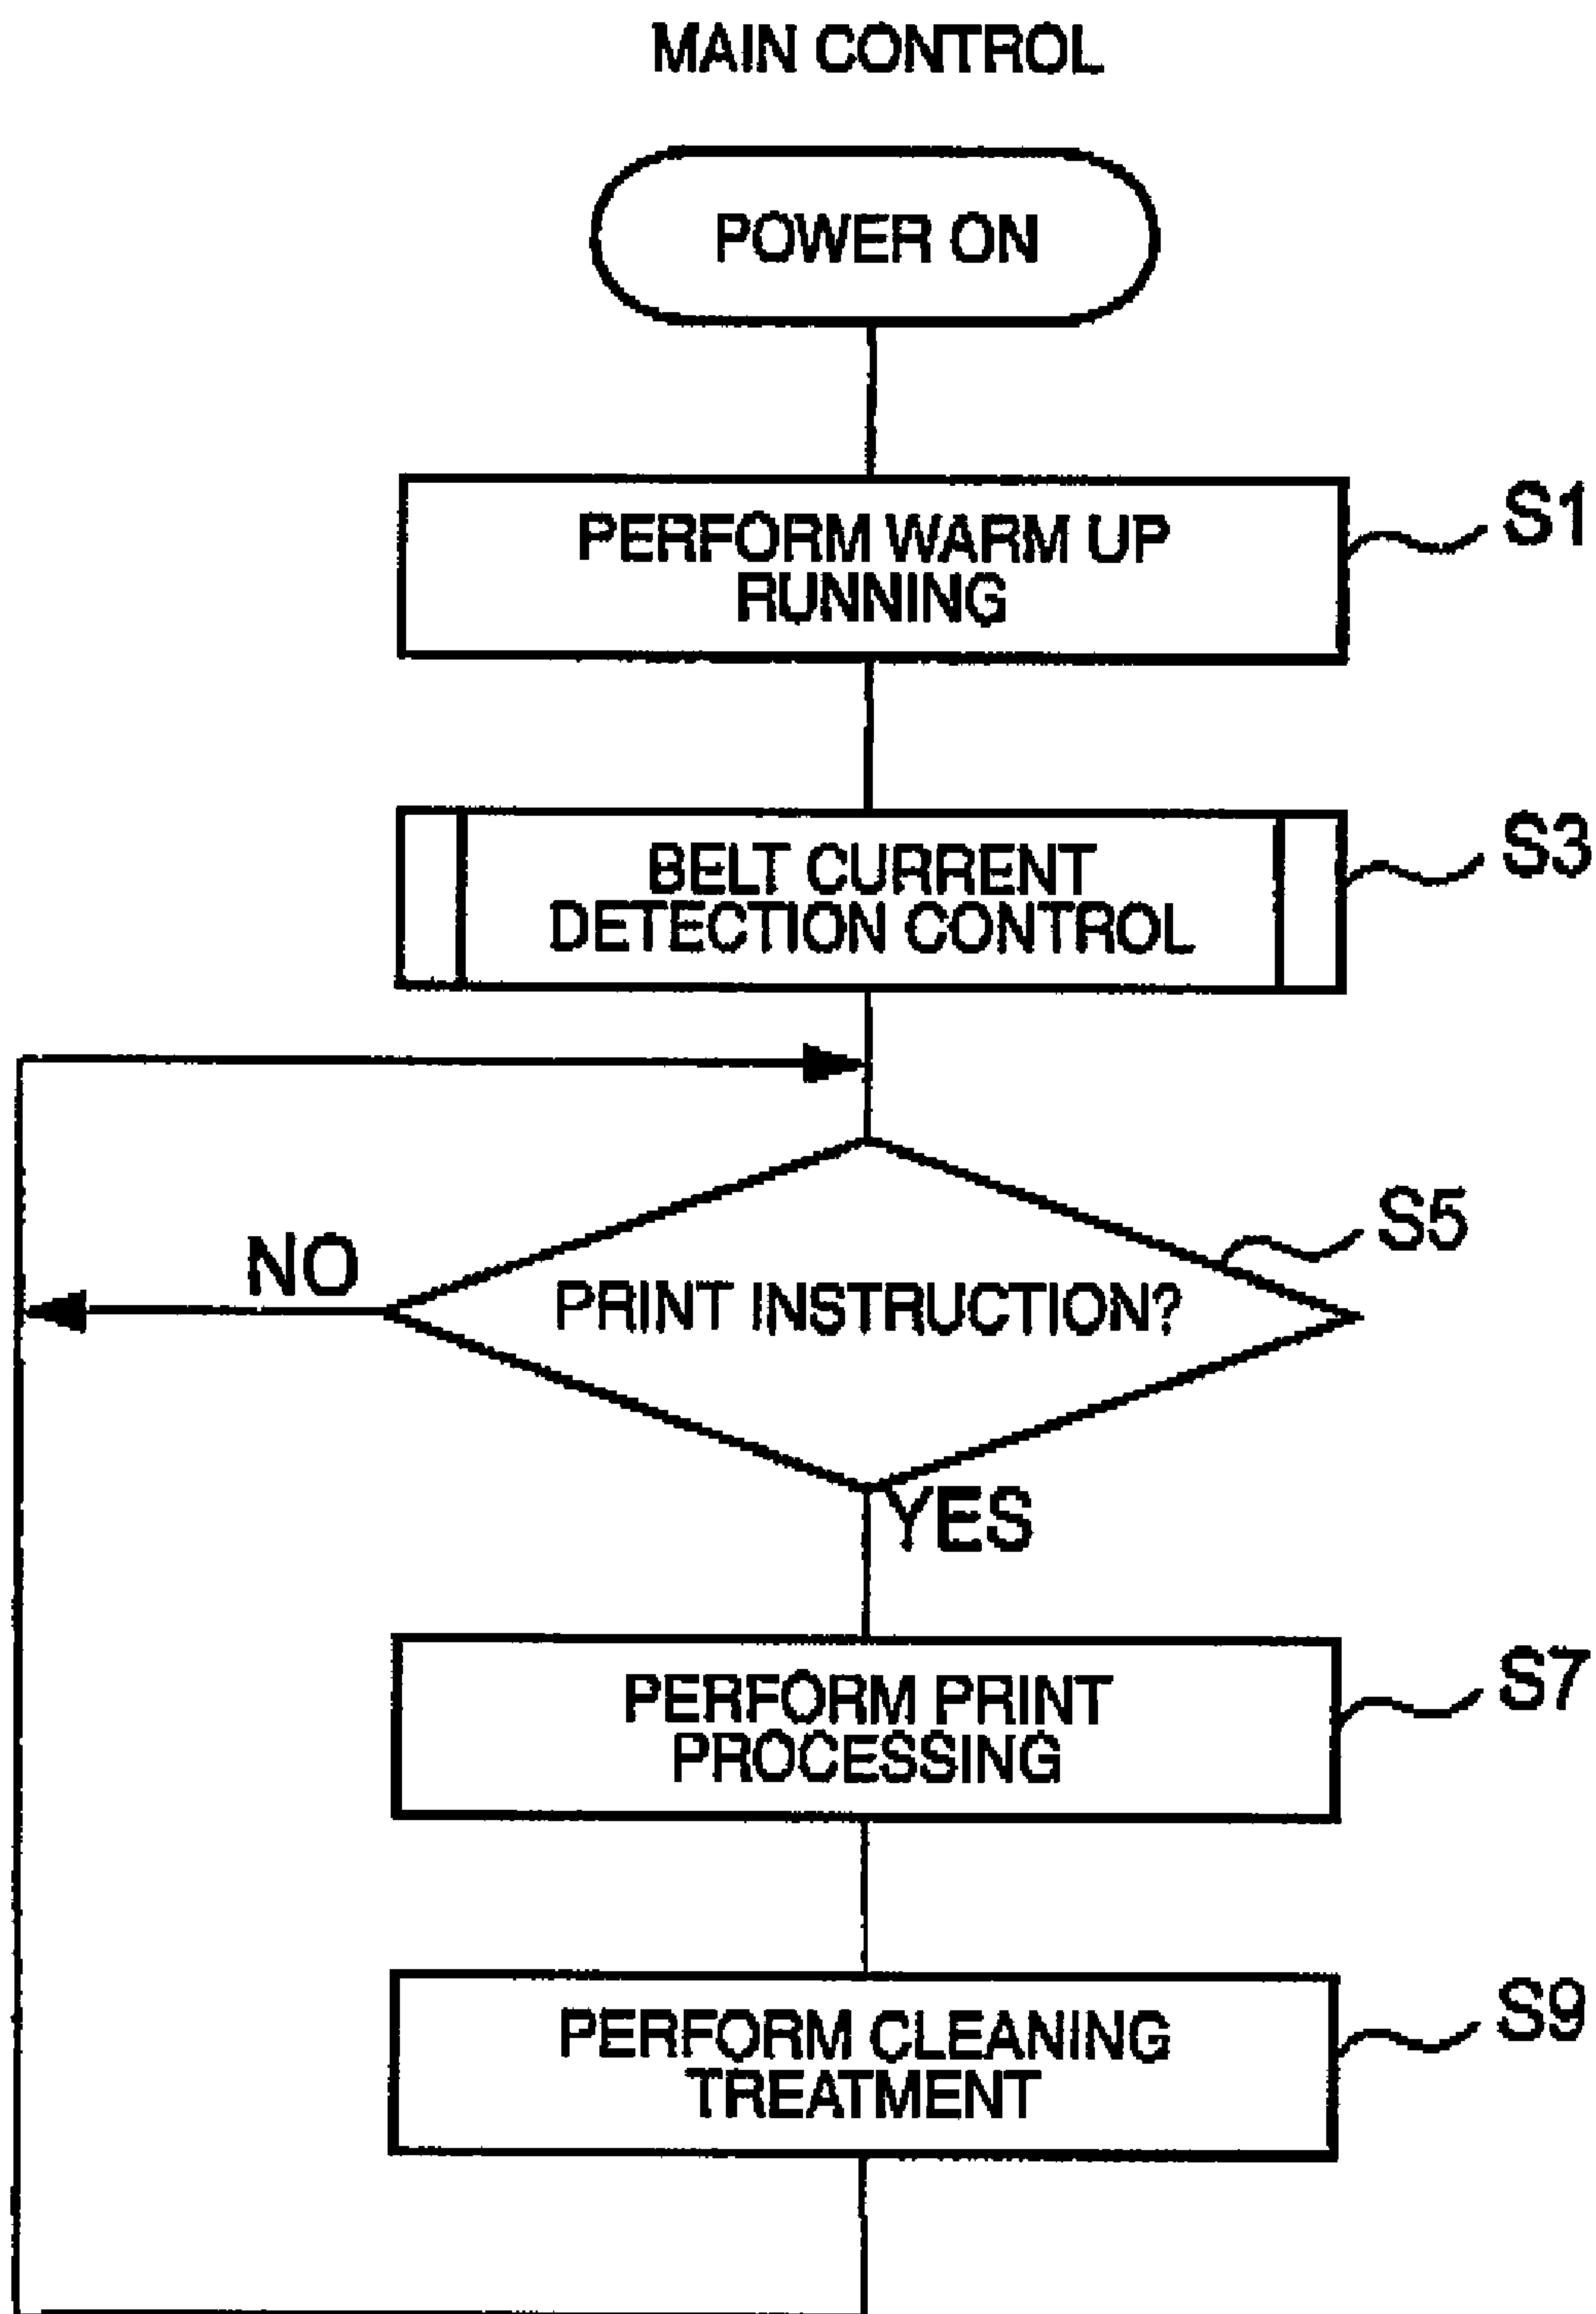 MAIN CONTROL
POWER ON
PERFORM WARM UP
RUNNING
S1
BELT CURRENT
DETECTION CONTROL
S3
S5
NO
PRINT INSTRUCTION?
YES
PERFORM PRINT
PROCESSING
S7
PERFORM CLEANING
TREATMENT
S9